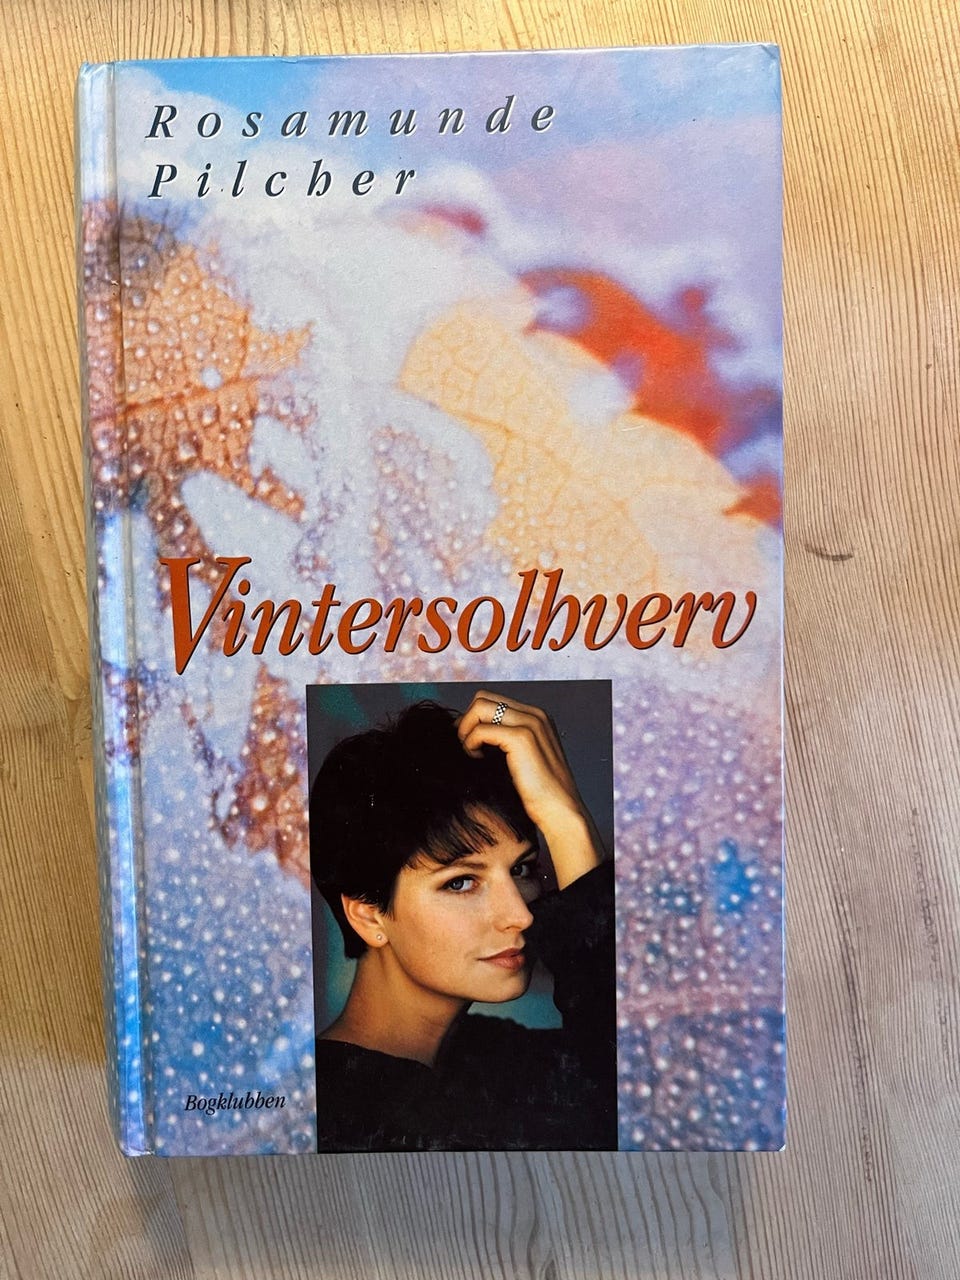 Rosamunde
Pilcher
Vintersolhverv
Bogklubben